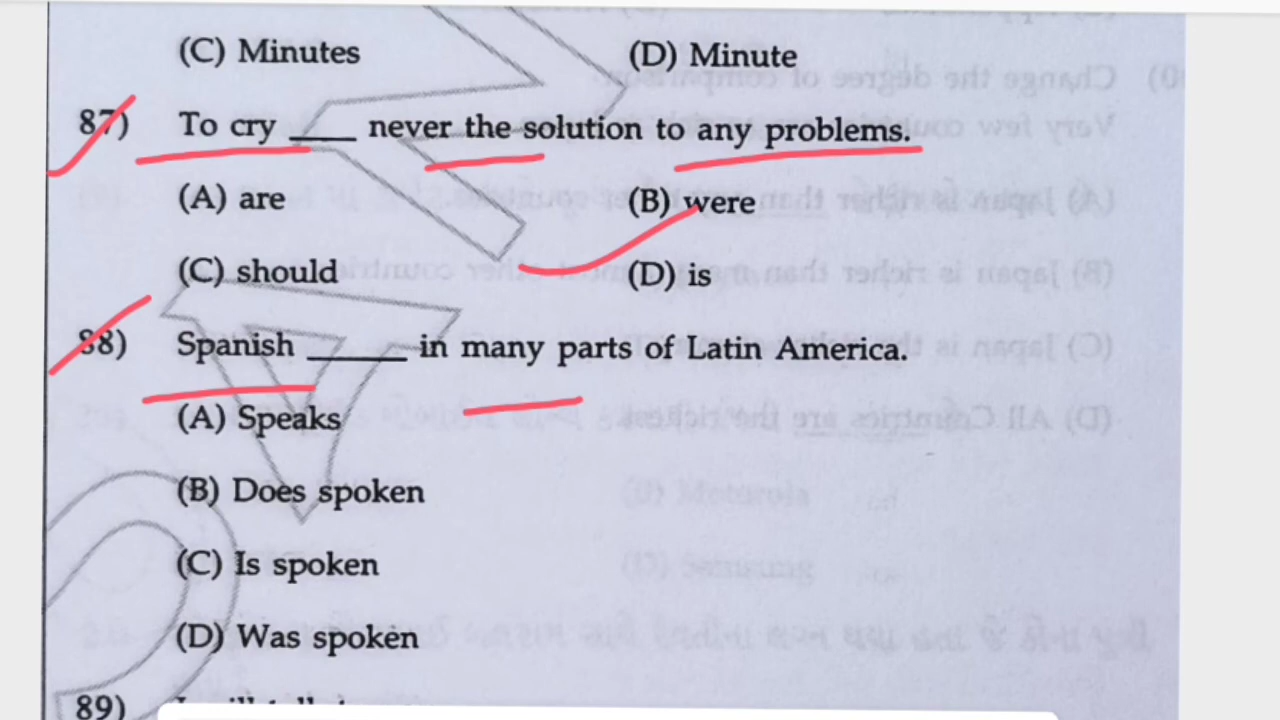 (C) Minutes (D) Minute
87) To cry ____ never the solution to any problems.
(A) are (B) were
(C) should (D) is
88) Spanish ______ in many parts of Latin America.
(A) Speaks
(B) Does spoken
(C) Is spoken
(D) Was spoken
89)